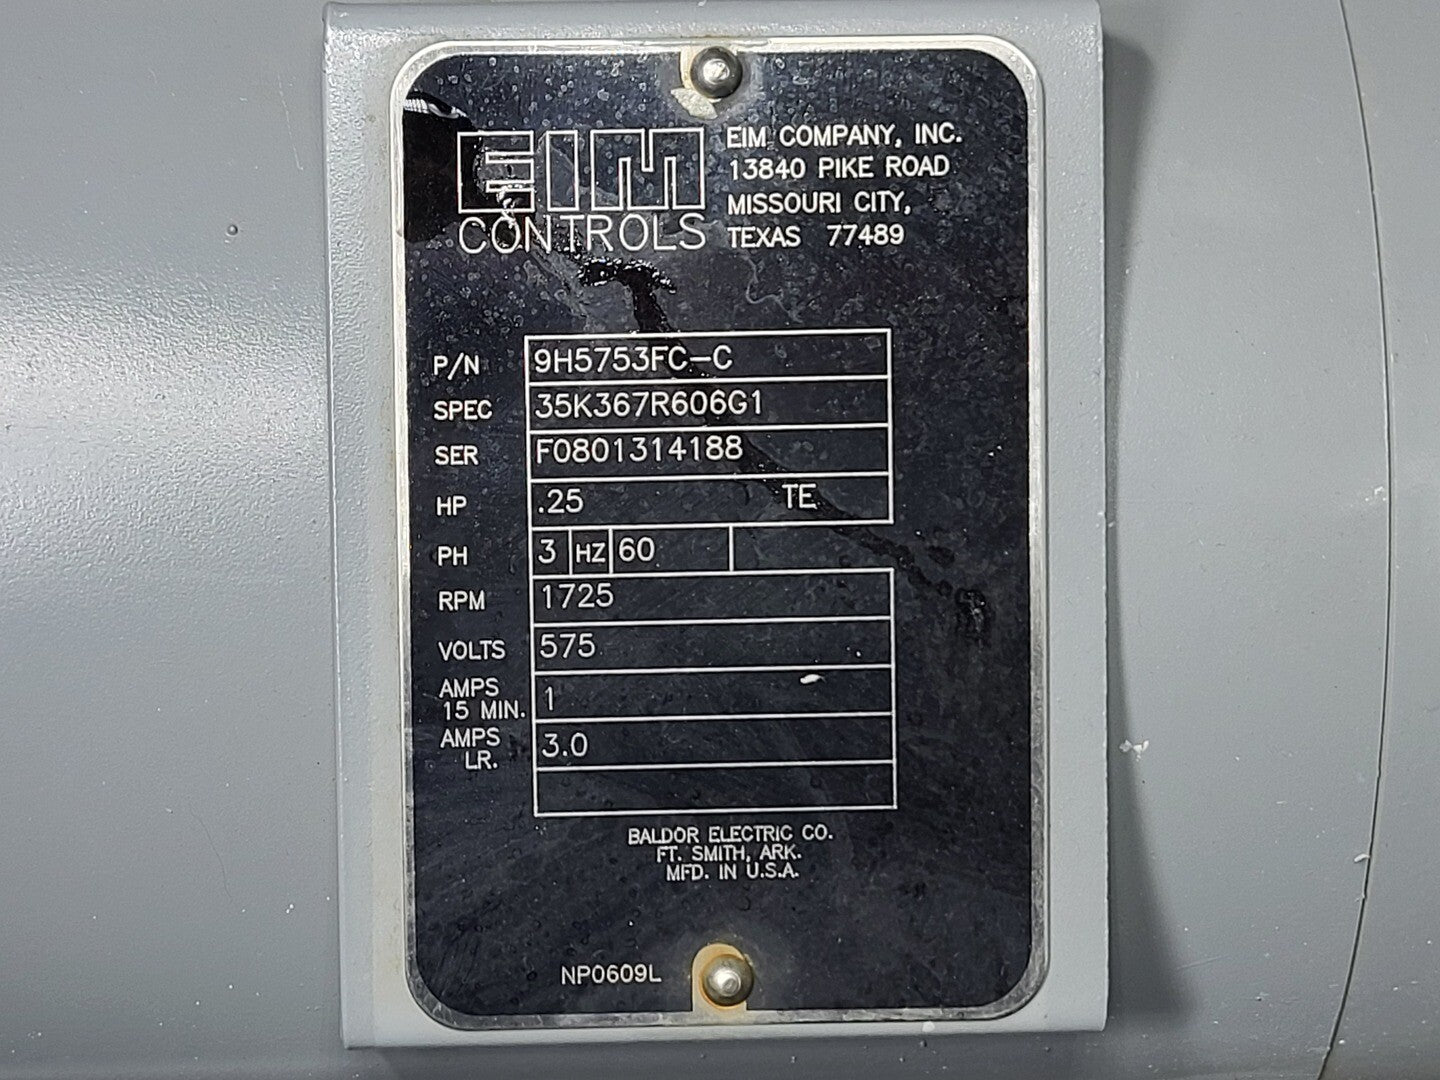 EIM
CONTROLS
EIM COMPANY, INC.
13840 PIKE ROAD
MISSOURI CITY,
TEXAS 77489
P/N 9H5753FC-C
SPEC 35K367R606G1
SER F0801314188
HP .25 TE
PH 3 HZ 60
RPM 1725
VOLTS 575
AMPS
15 MIN. 1
AMPS
LR. 3.0
BALDOR ELECTRIC CO.
FT. SMITH, ARK.
MFD. IN U.S.A.
NP0609L